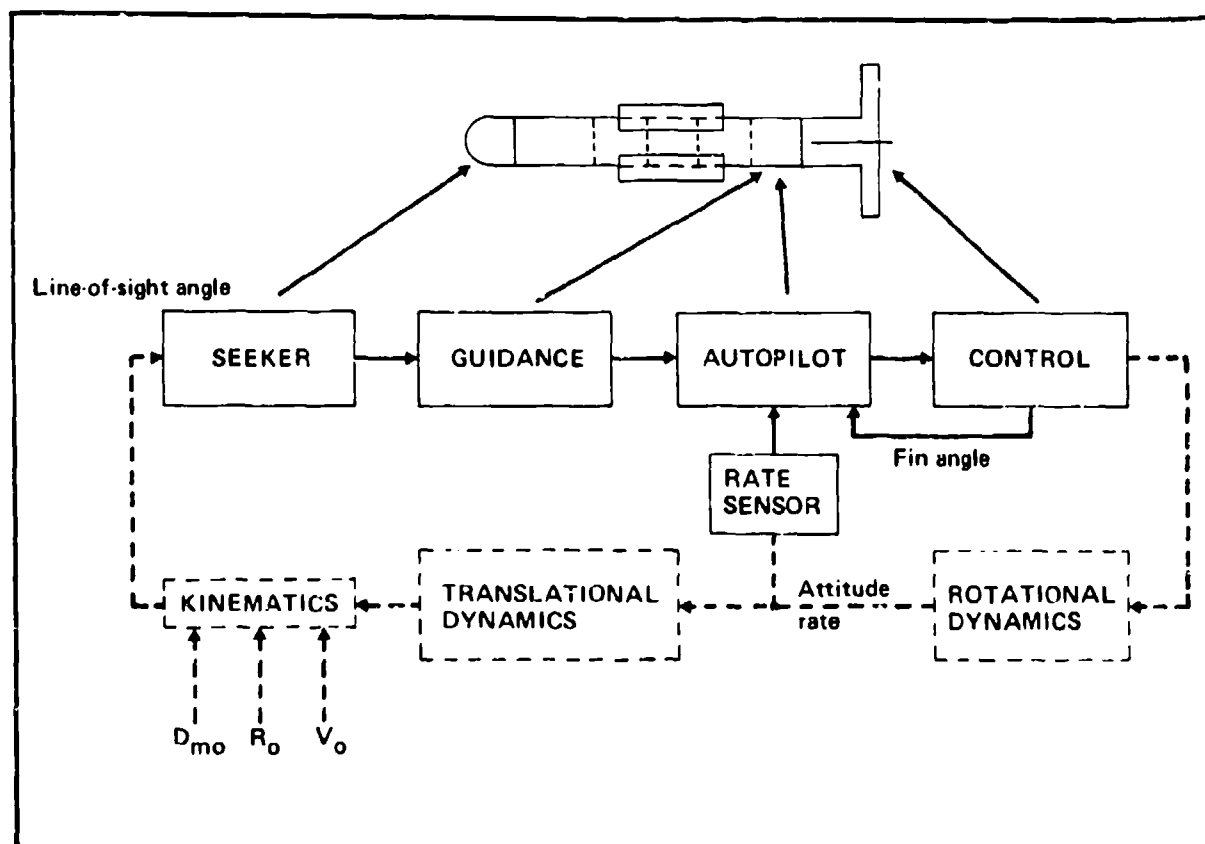 Line-of-sight angle
SEEKER
GUIDANCE
AUTOPILOT
CONTROL
Fin angle
RATE
SENSOR
KINEMATICS
TRANSLATIONAL
DYNAMICS
Attitude
rate
ROTATIONAL
DYNAMICS
Dmo
Ro
Vo